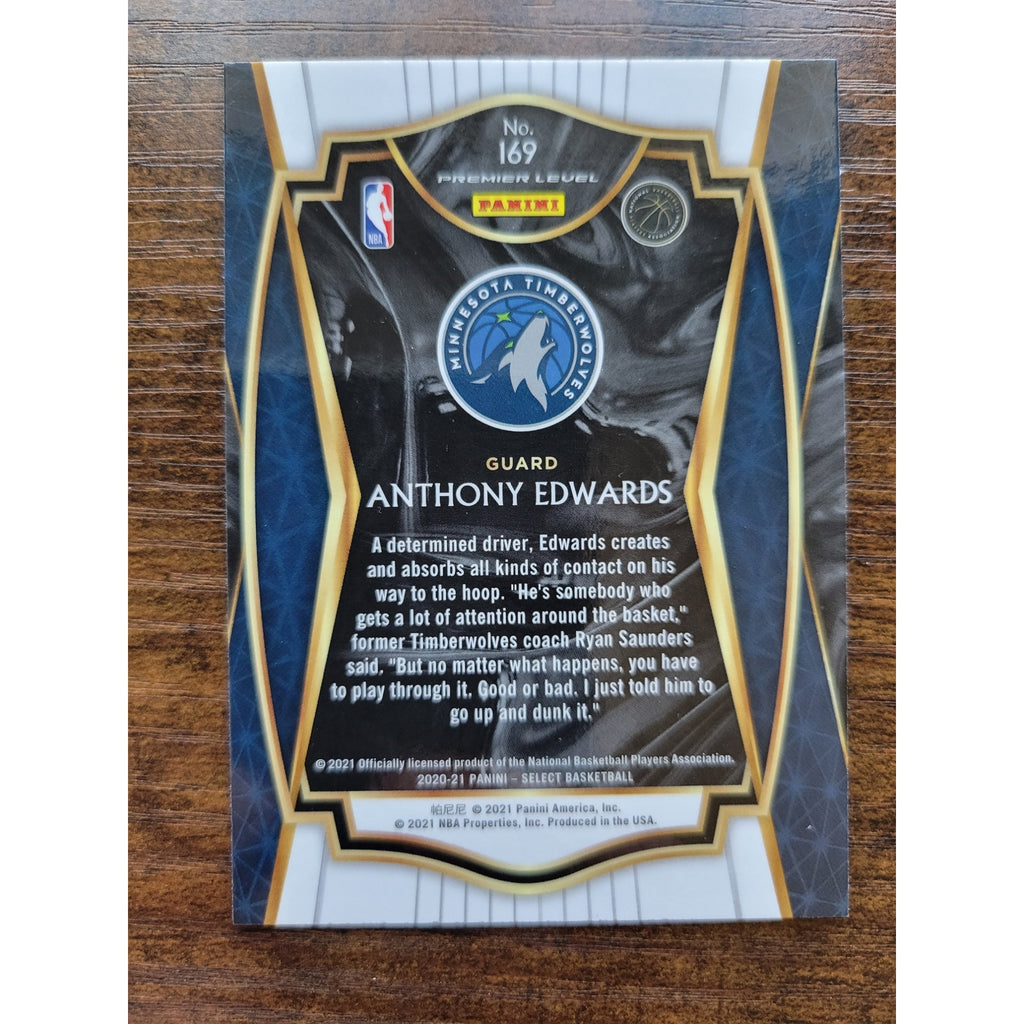 No.
169
PREMIER LEVEL
PANINI
NBA
MINNESOTA TIMBERWOLVES
GUARD
ANTHONY EDWARDS
A determined driver, Edwards creates
and absorbs all kinds of contact on his
way to the hoop. "He's somebody who
gets a lot of attention around the basket,"
former Timberwolves coach Ryan Saunders
said. "But no matter what happens, you have
to play through it. Good or bad. I just told him to
go up and dunk it."
© 2021 Officially licensed product of the National Basketball Players Association.
2020-21 PANINI – SELECT BASKETBALL
帕尼尼 © 2021 Panini America, Inc.
© 2021 NBA Properties, Inc. Produced in the USA.